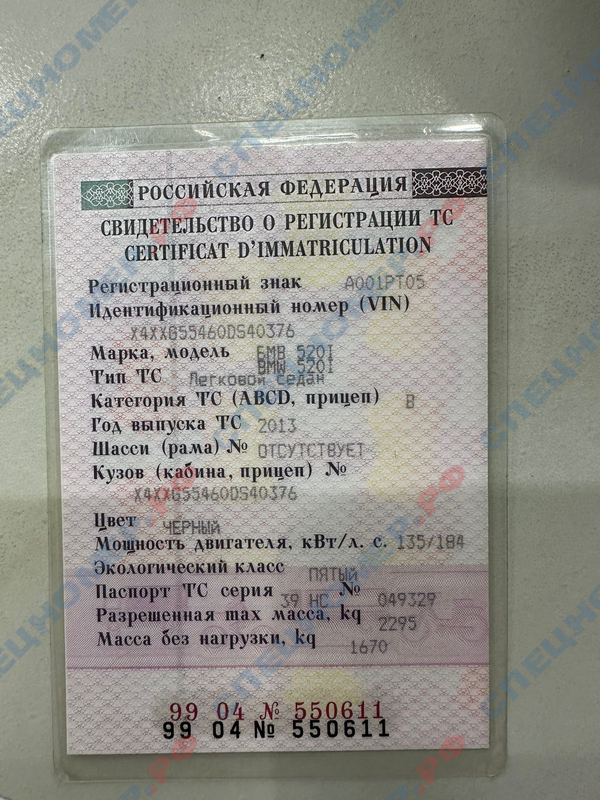 РОССИЙСКАЯ ФЕДЕРАЦИЯ
СВИДЕТЕЛЬСТВО О РЕГИСТРАЦИИ ТС
CERTIFICAT D'IMMATRICULATION
Регистрационный знак А001РТ05
Идентификационный номер (VIN)
X4XXG55460DS40376
Марка, модель БМВ 520I
BMW 520I
Тип ТС Легковой седан
Категория ТС (ABCD, прицеп) B
Год выпуска ТС 2013
Шасси (рама) № ОТСУТСТВУЕТ
Кузов (кабина, прицеп) №
X4XXG55460DS40376
Цвет ЧЕРНЫЙ
Мощность двигателя, кВт/л. с. 135/184
Экологический класс ПЯТЫЙ
Паспорт ТС серия 39 НС № 049329
Разрешенная max масса, kg 2295
Масса без нагрузки, kg 1670
99 04 № 550611
99 04 № 550611
СПЕЦНОМЕР.РФ